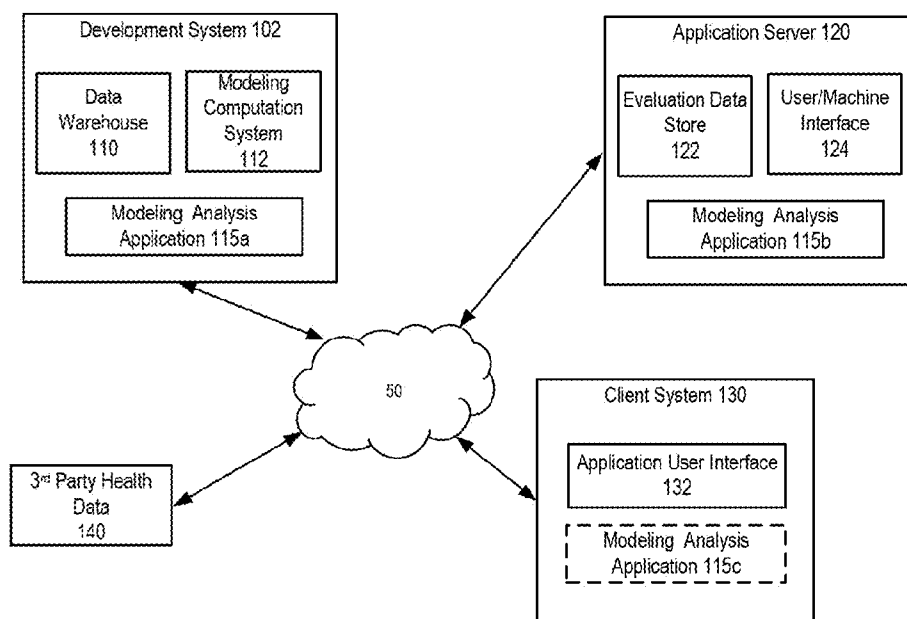 Development System 102
Data
Warehouse
110
Modeling
Computation
System
112
Modeling Analysis
Application 115a
Application Server 120
Evaluation Data
Store
122
User/Machine
Interface
124
Modeling Analysis
Application 115b
50
Client System 130
Application User Interface
132
Modeling Analysis
Application 115c
3rd Party Health
Data
140